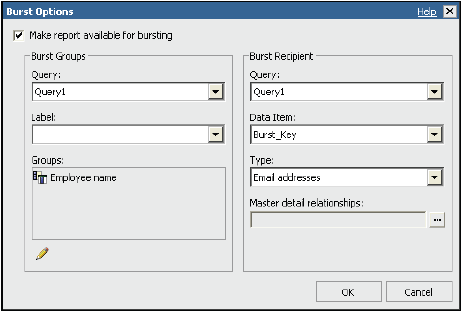 Burst Options Help
Make report available for bursting
Burst Groups
Query:
Query1
Label:
Groups:
Employee name
Burst Recipient
Query:
Query1
Data Item:
Burst_Key
Type:
Email addresses
Master detail relationships:
...
OK Cancel